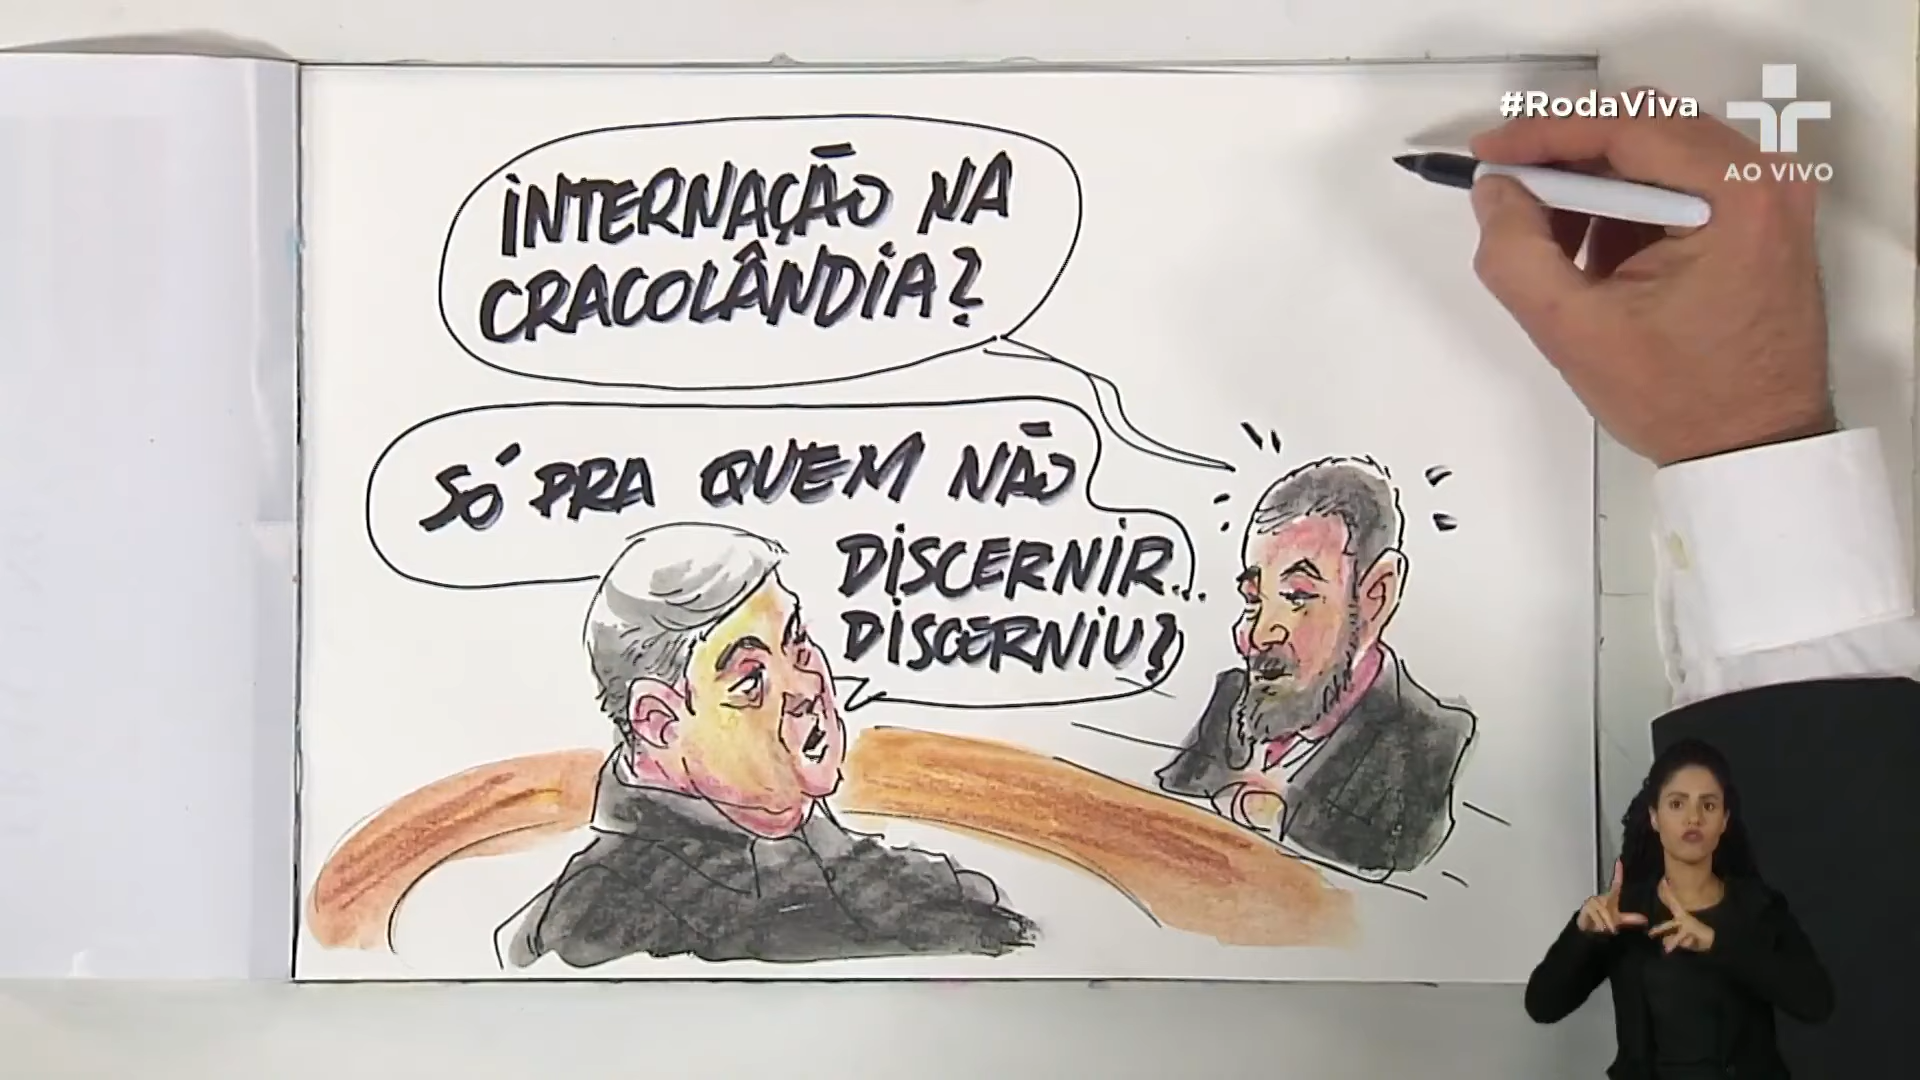 #RodaViva
AO VIVO
INTERNAÇÃO NA
CRACOLÂNDIA?
SÓ PRA QUEM NÃO
DISCERNIR...
DISCERNIU?